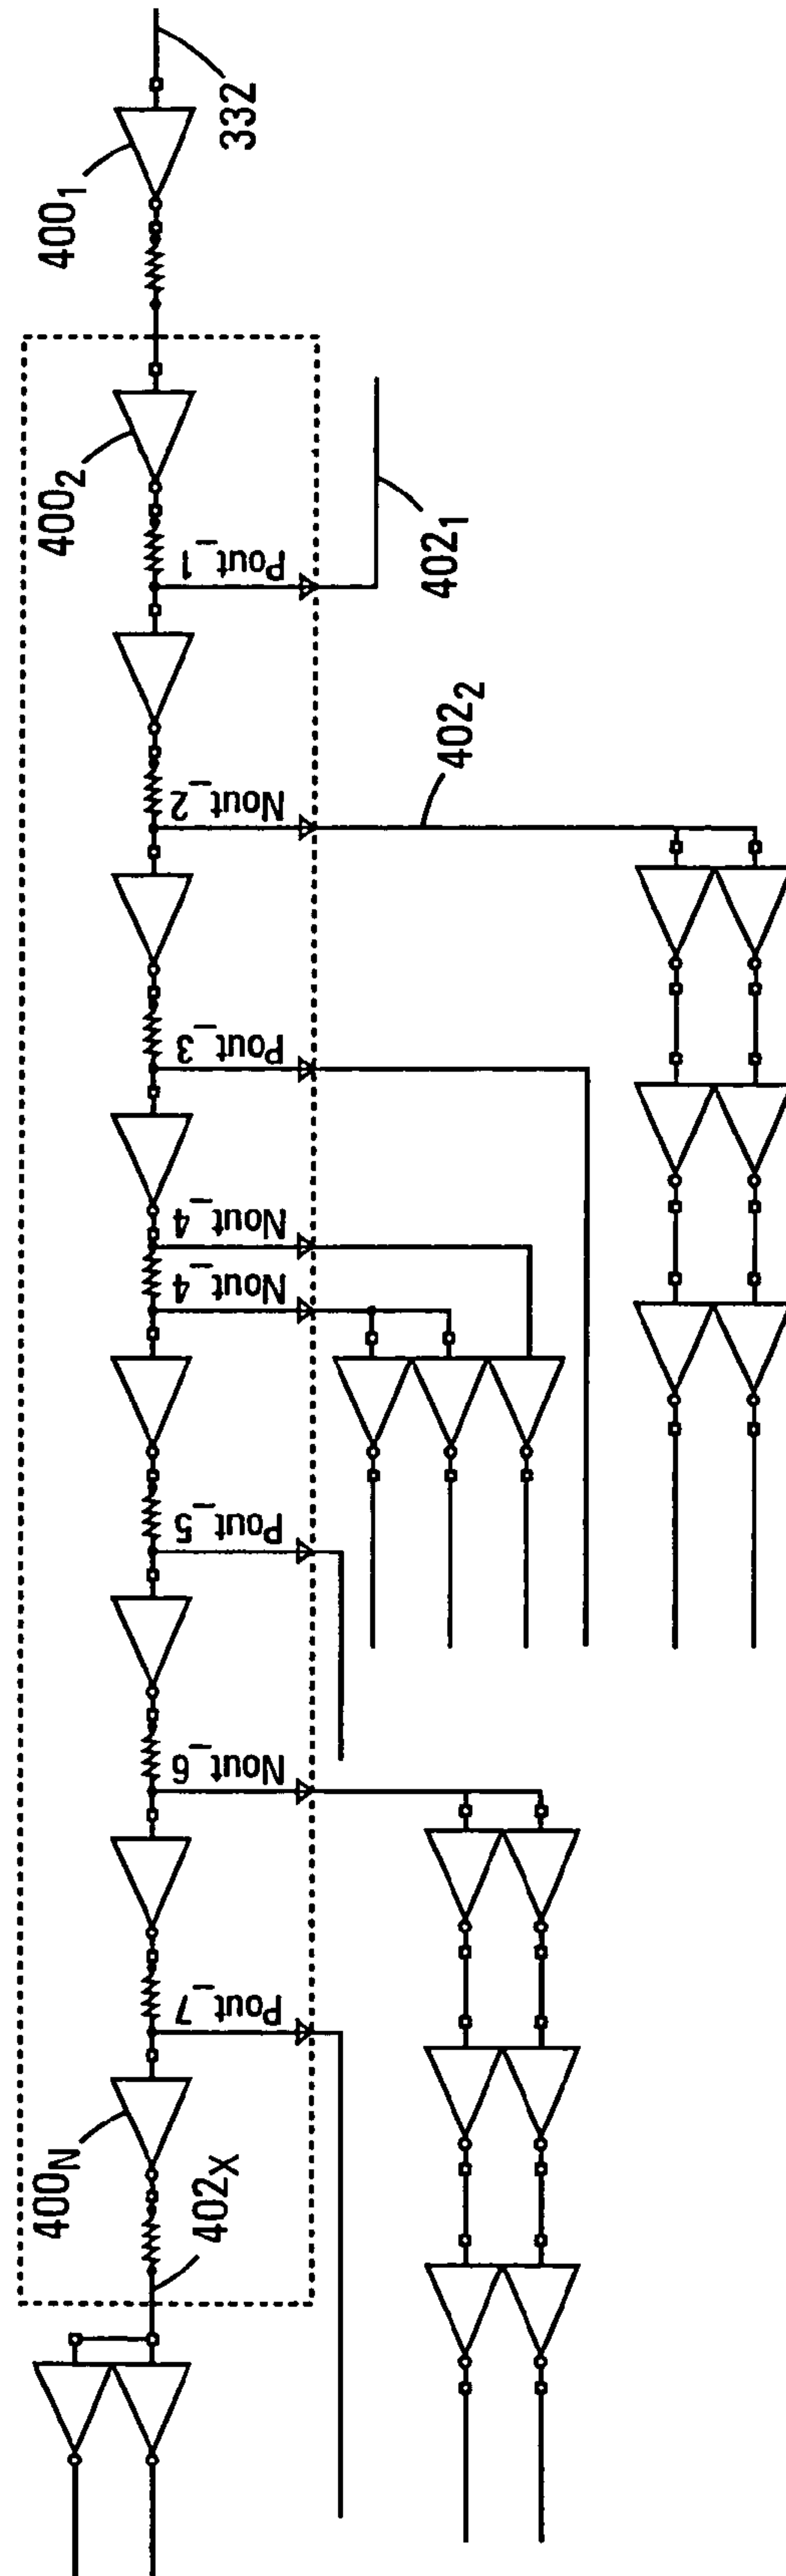 332
400₁
400₂
Pout_1
402₁
Nout_2
402₂
Pout_3
Nout_4
Nout_4
Pout_5
Nout_6
Pout_7
400N
402X